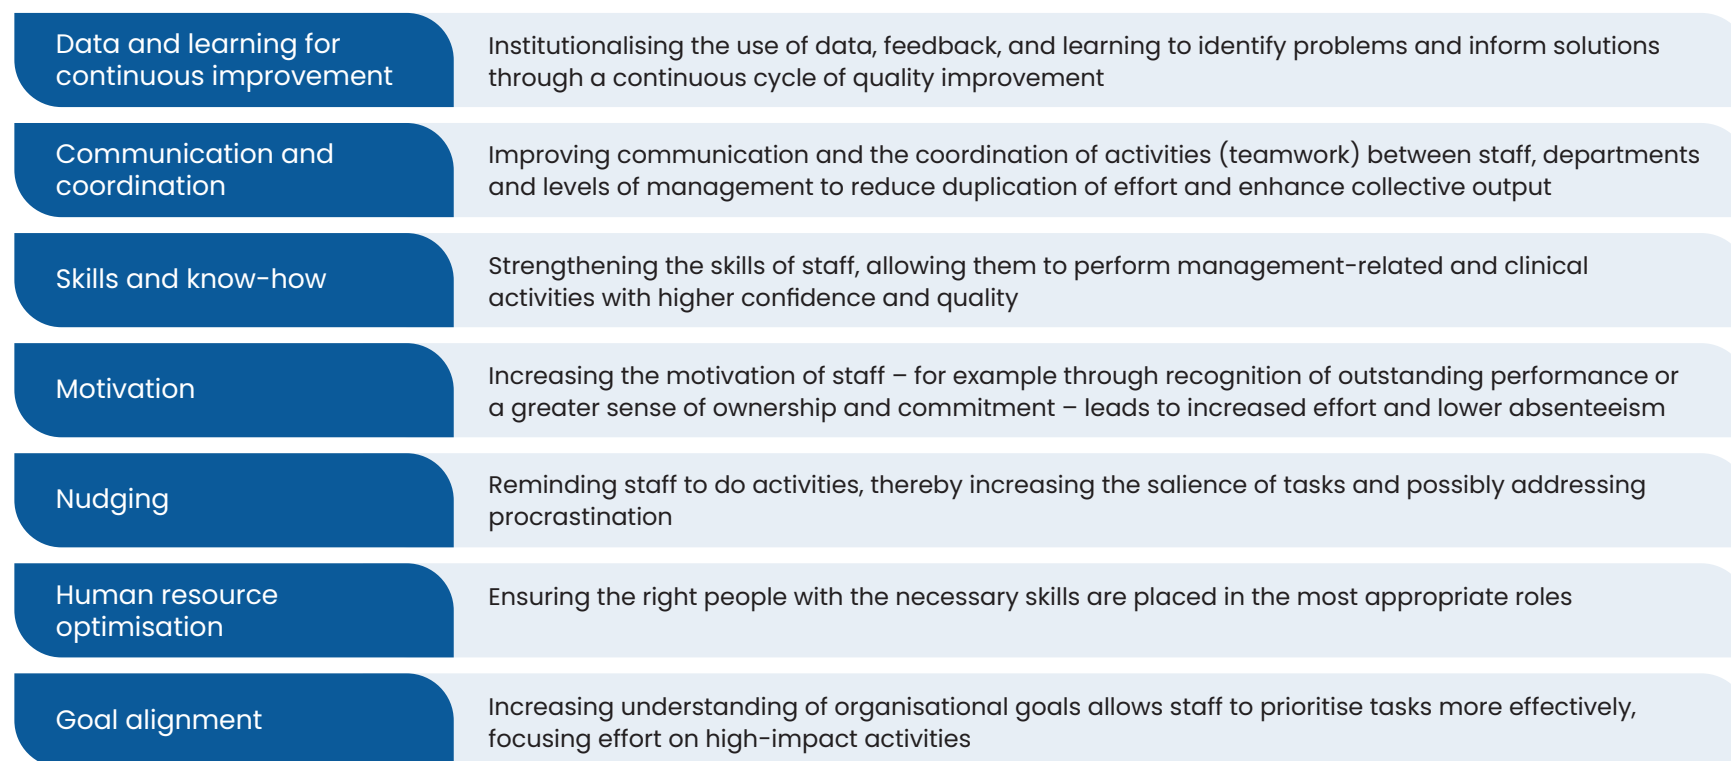 Data and learning for
continuous improvement
Institutionalising the use of data, feedback, and learning to identify problems and inform solutions
through a continuous cycle of quality improvement
Communication and
coordination
Improving communication and the coordination of activities (teamwork) between staff, departments
and levels of management to reduce duplication of effort and enhance collective output
Skills and know-how
Strengthening the skills of staff, allowing them to perform management-related and clinical
activities with higher confidence and quality
Motivation
Increasing the motivation of staff – for example through recognition of outstanding performance or
a greater sense of ownership and commitment – leads to increased effort and lower absenteeism
Nudging
Reminding staff to do activities, thereby increasing the salience of tasks and possibly addressing
procrastination
Human resource
optimisation
Ensuring the right people with the necessary skills are placed in the most appropriate roles
Goal alignment
Increasing understanding of organisational goals allows staff to prioritise tasks more effectively,
focusing effort on high-impact activities